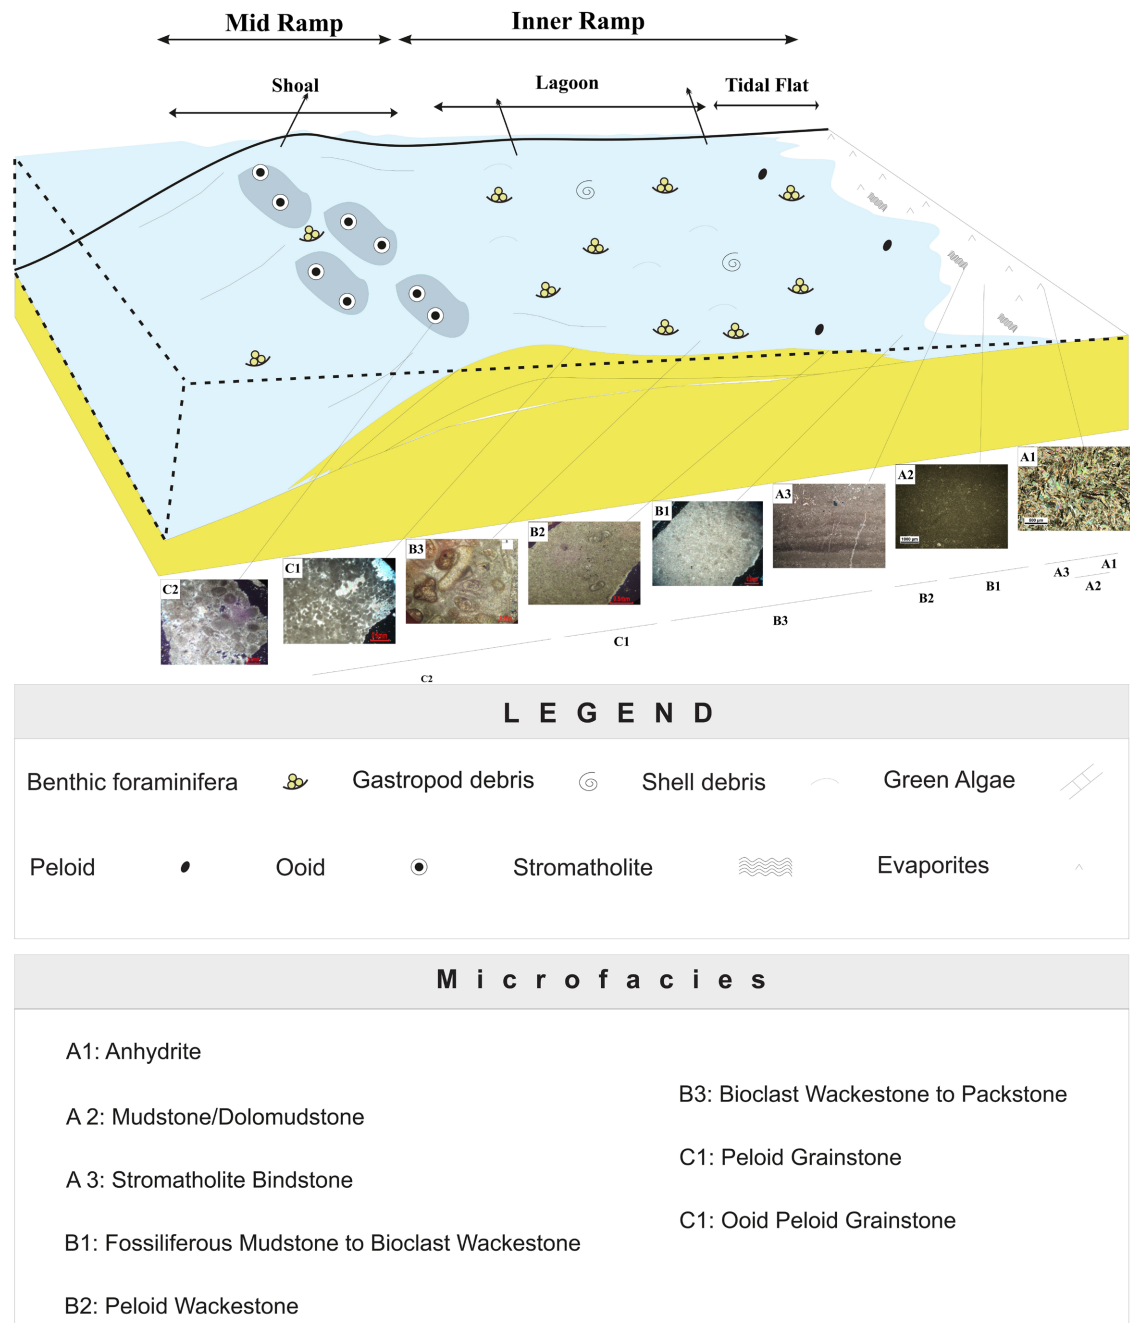 Mid Ramp
Inner Ramp
Shoal
Lagoon
Tidal Flat
A1
A2
A3
B1
B2
B3
C1
C2
A1
A3
A2
B1
B2
B3
C1
C2
LEGEND
Benthic foraminifera
Gastropod debris
Shell debris
Green Algae
Peloid
Ooid
Stromatholite
Evaporites
Microfacies
A1: Anhydrite
A 2: Mudstone/Dolomudstone
A 3: Stromatholite Bindstone
B1: Fossiliferous Mudstone to Bioclast Wackestone
B2: Peloid Wackestone
B3: Bioclast Wackestone to Packstone
C1: Peloid Grainstone
C1: Ooid Peloid Grainstone